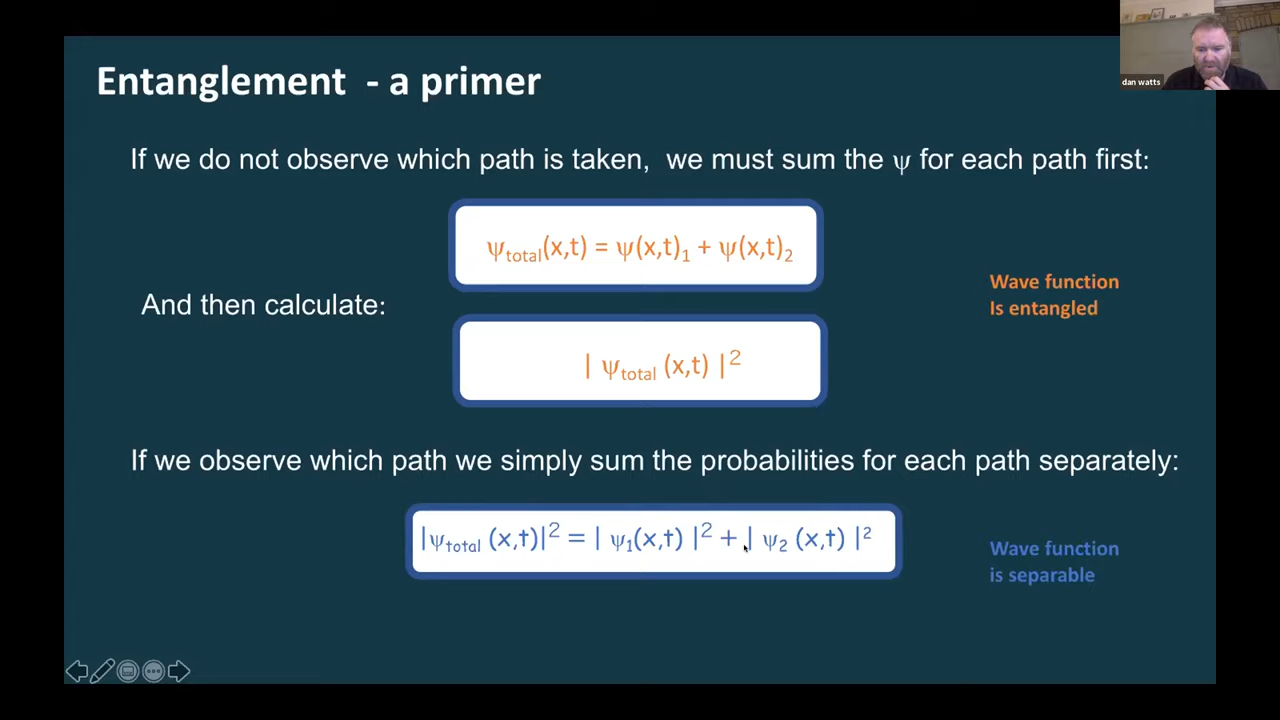 dan watts
Entanglement - a primer
If we do not observe which path is taken, we must sum the ψ for each path first:
ψtotal(x,t) = ψ(x,t)1 + ψ(x,t)2
Wave function
Is entangled
And then calculate:
| ψtotal (x,t) |2
If we observe which path we simply sum the probabilities for each path separately:
|ψtotal (x,t)|2 = | ψ1(x,t) |2 + | ψ2 (x,t) |2
Wave function
is separable